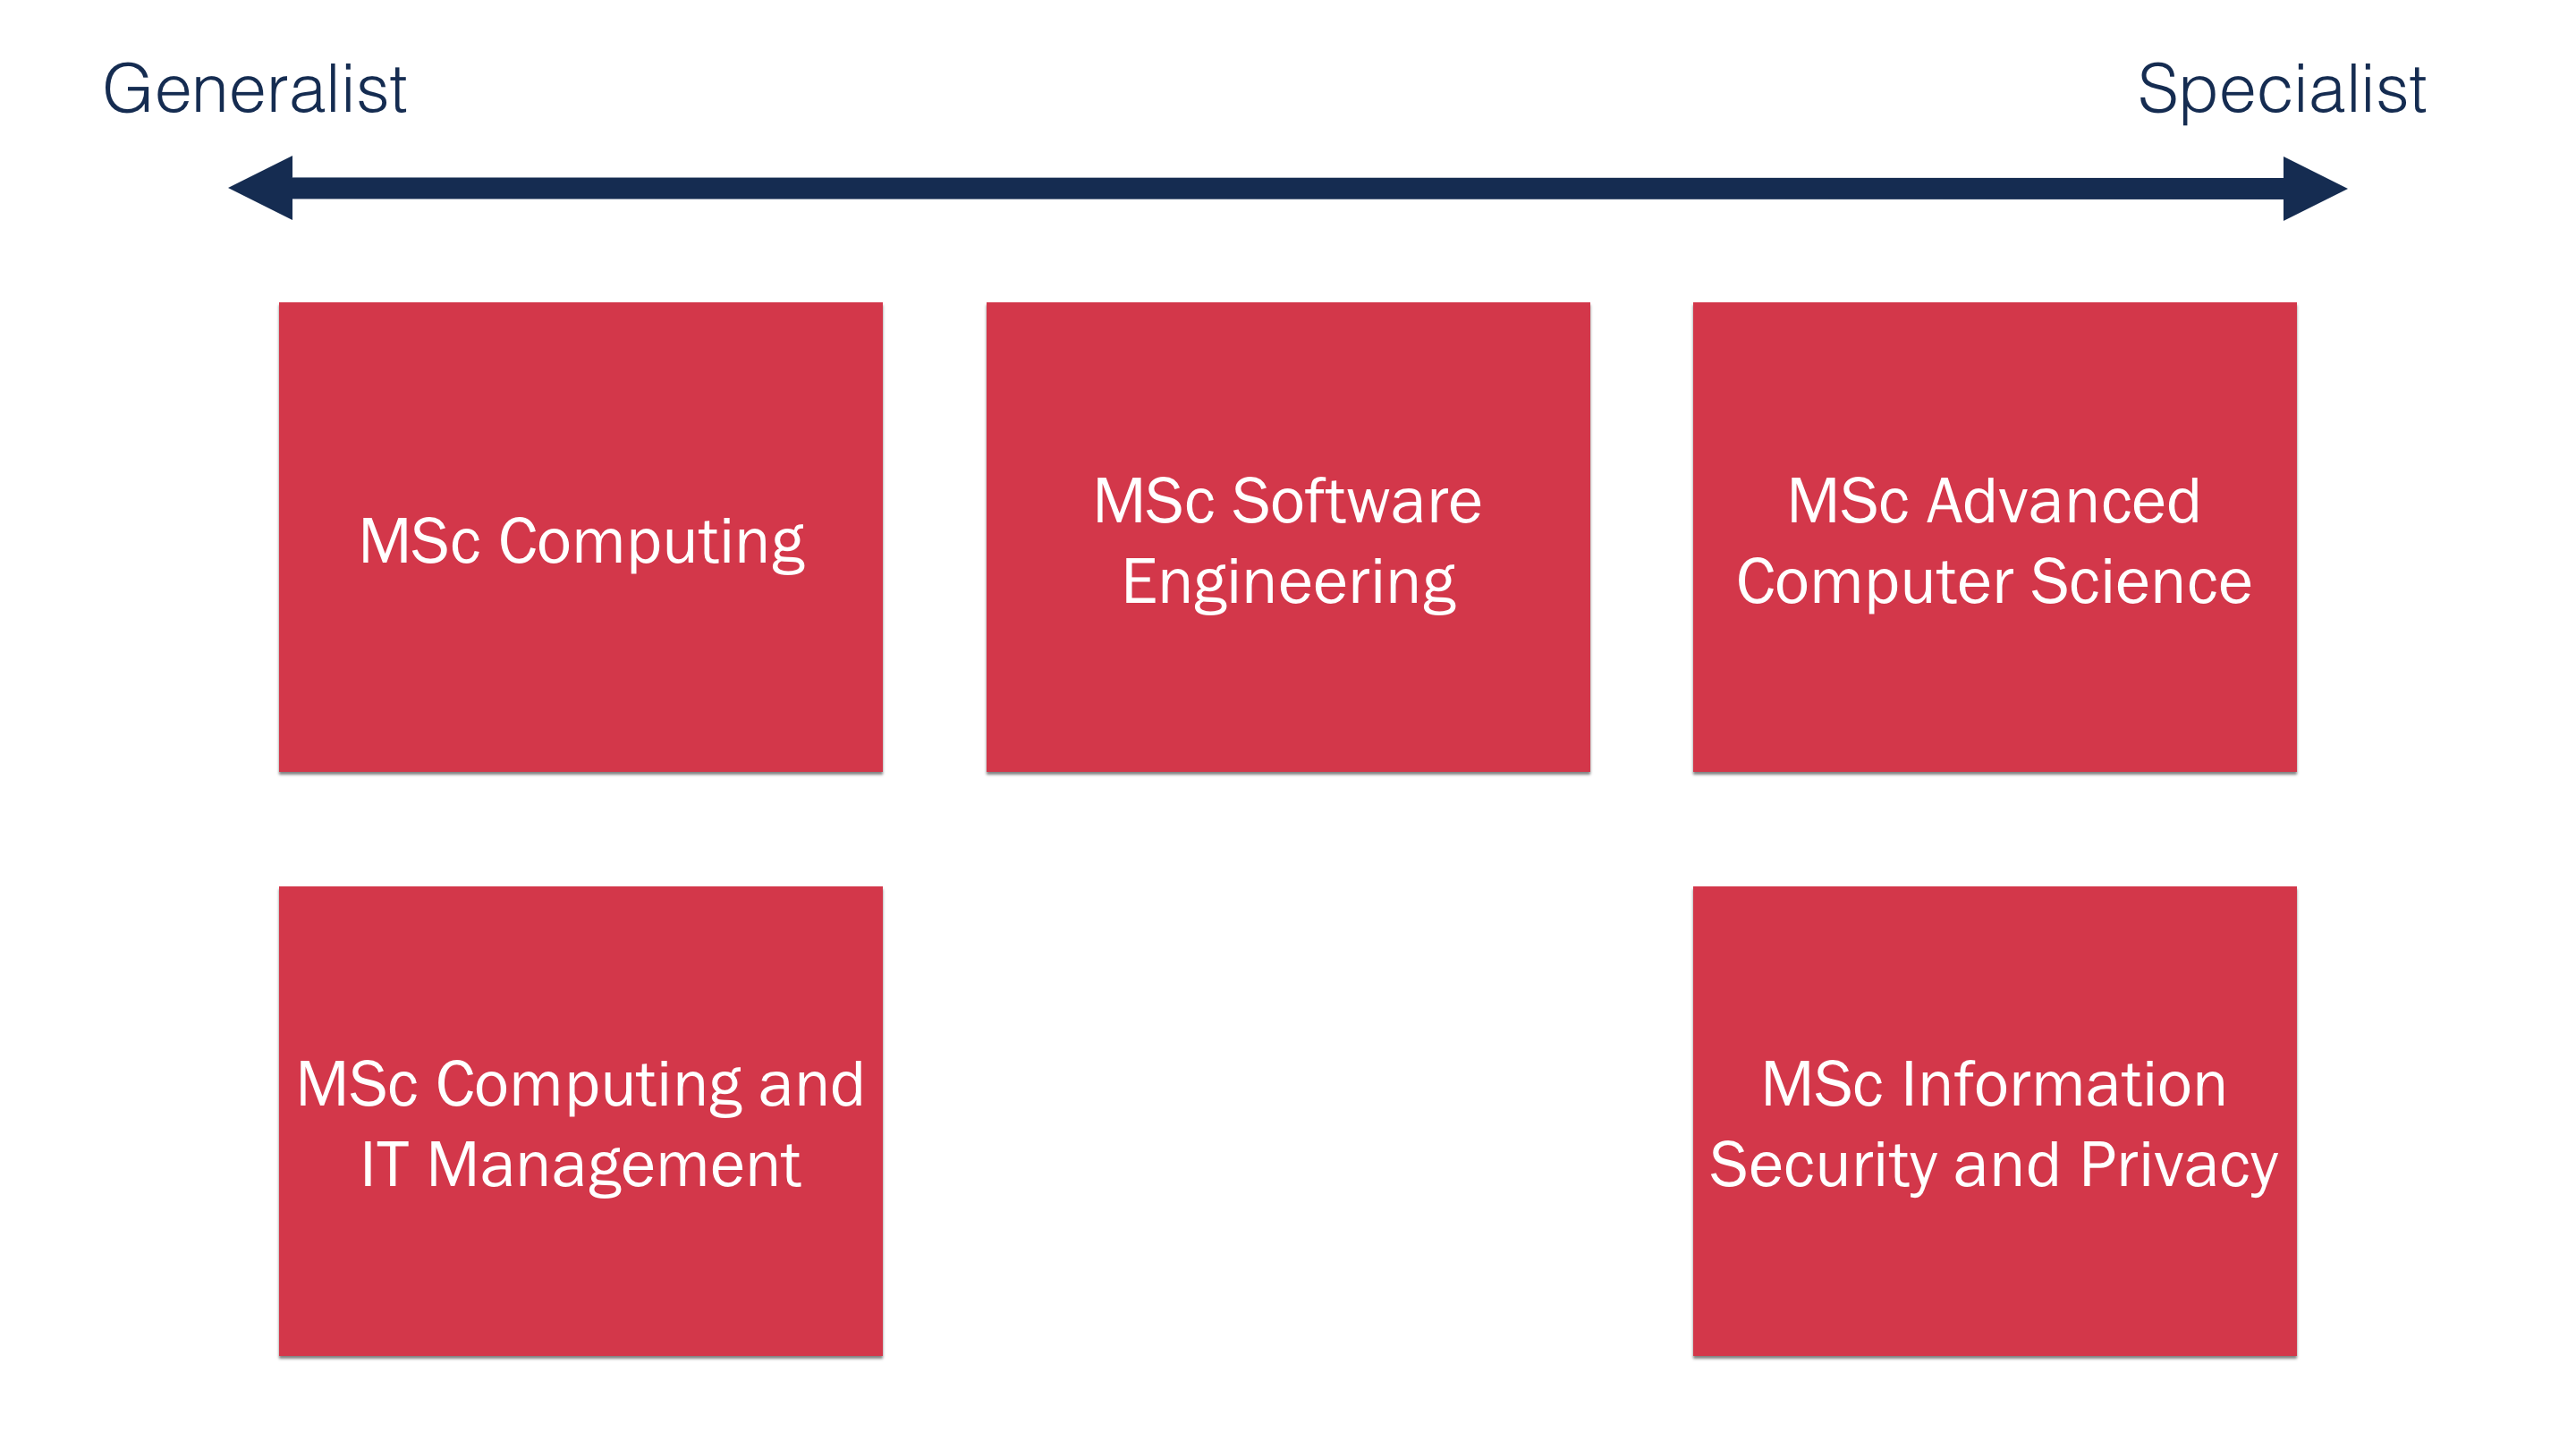 Generalist
Specialist
MSc Computing
MSc Software
Engineering
MSc Advanced
Computer Science
MSc Computing and
IT Management
MSc Information
Security and Privacy